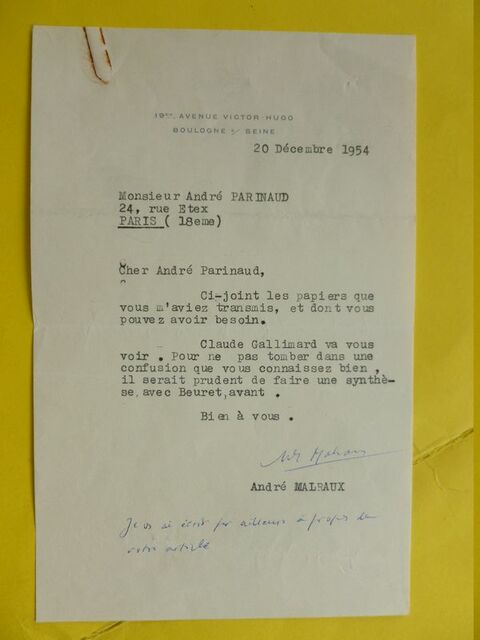 19bis, AVENUE VICTOR-HUGO
BOULOGNE s/ SEINE
20 Décembre 1954
Monsieur André PARINAUD
24, rue Etex
PARIS ( 18eme)
Cher André Parinaud,
Ci-joint les papiers que
vous m'aviez transmis, et dont vous
pouvez avoir besoin.
Claude Gallimard va vous
voir . Pour ne pas tomber dans une
confusion que vous connaissez bien ,
il serait prudent de faire une synthè-
se, avec Beuret,avant .
Bien à vous .
André MALRAUX
Je vs ai écrit par ailleurs à propos de
votre article